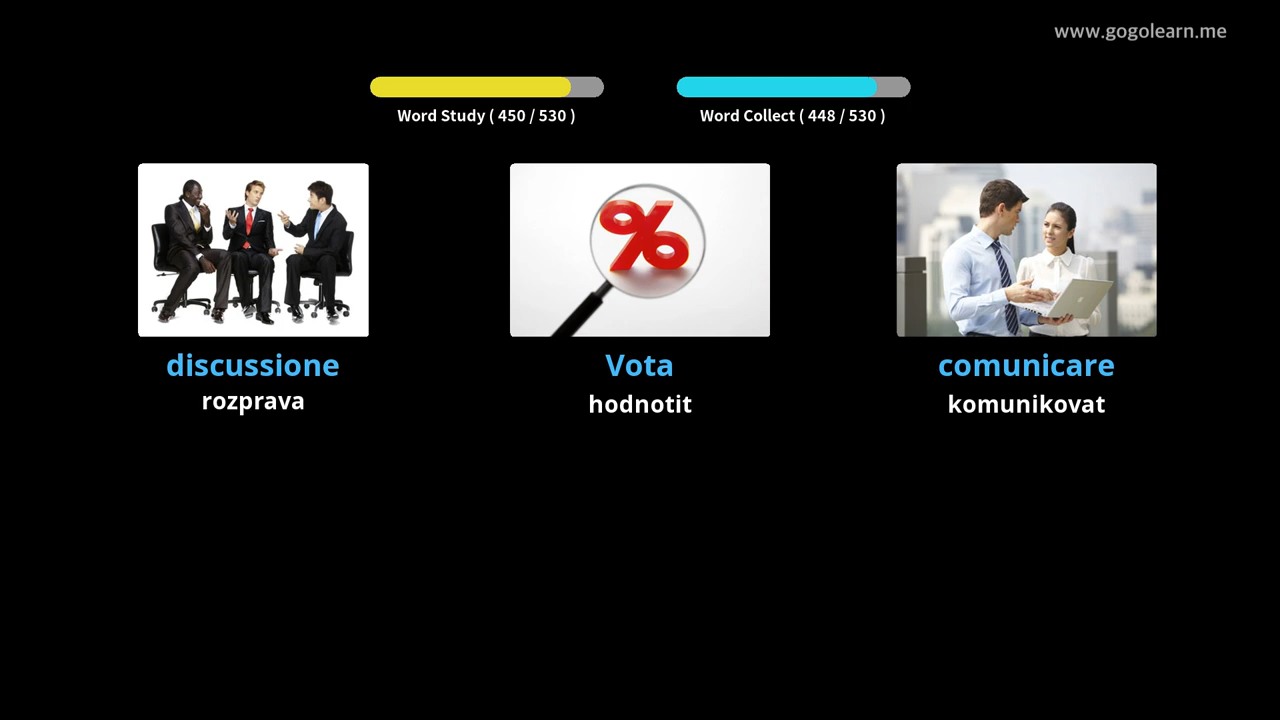 www.gogolearn.me
Word Study ( 450 / 530 )
Word Collect ( 448 / 530 )
discussione
rozprava
Vota
hodnotit
comunicare
komunikovat
%